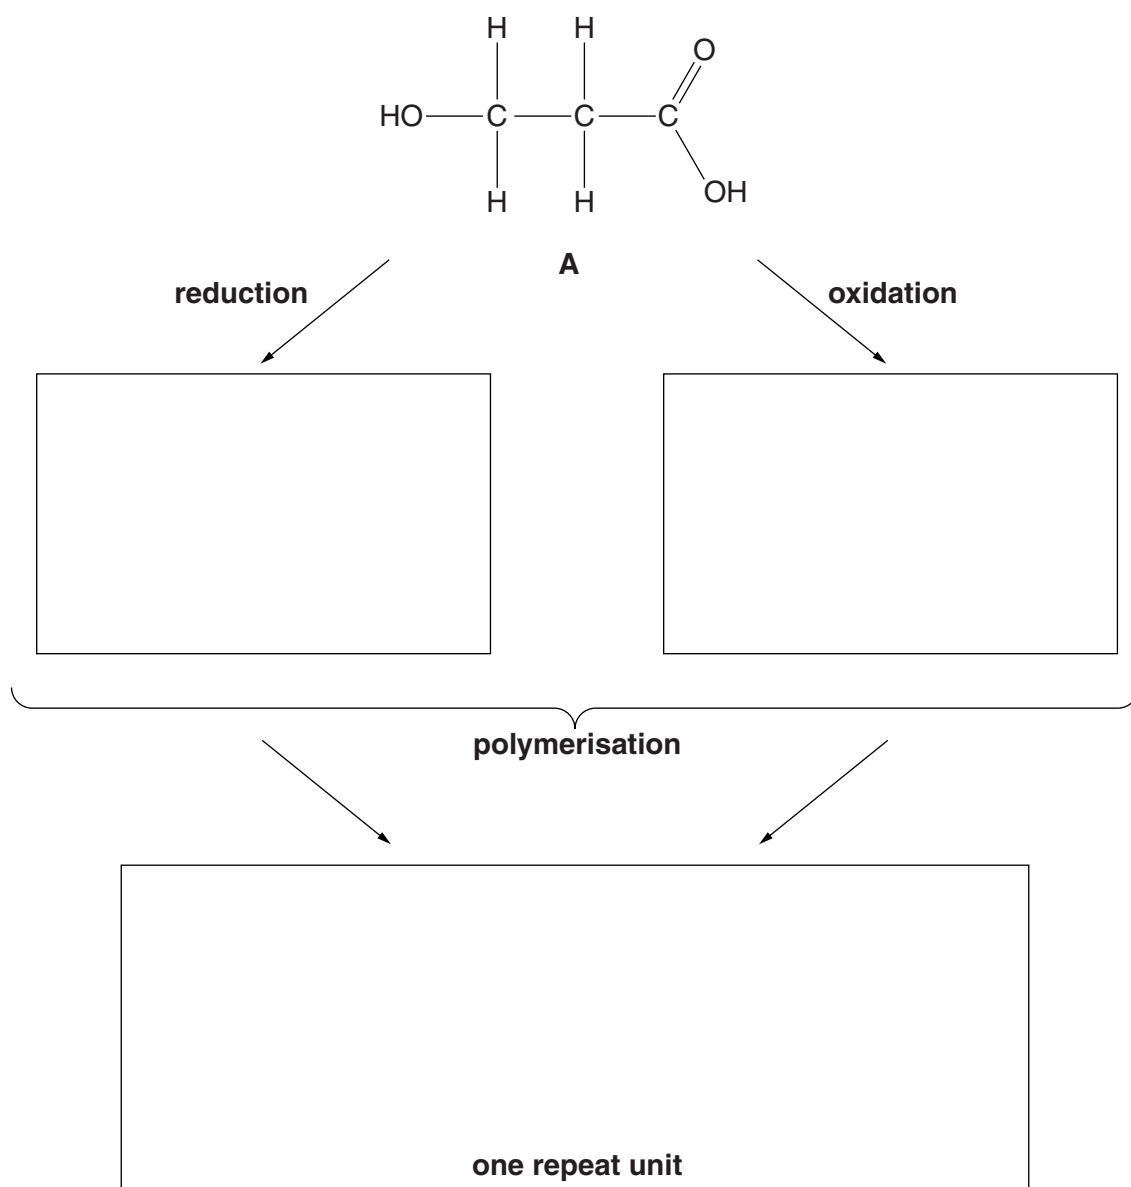 H H O
HO C C C
H H OH
A
reduction oxidation
polymerisation
one repeat unit